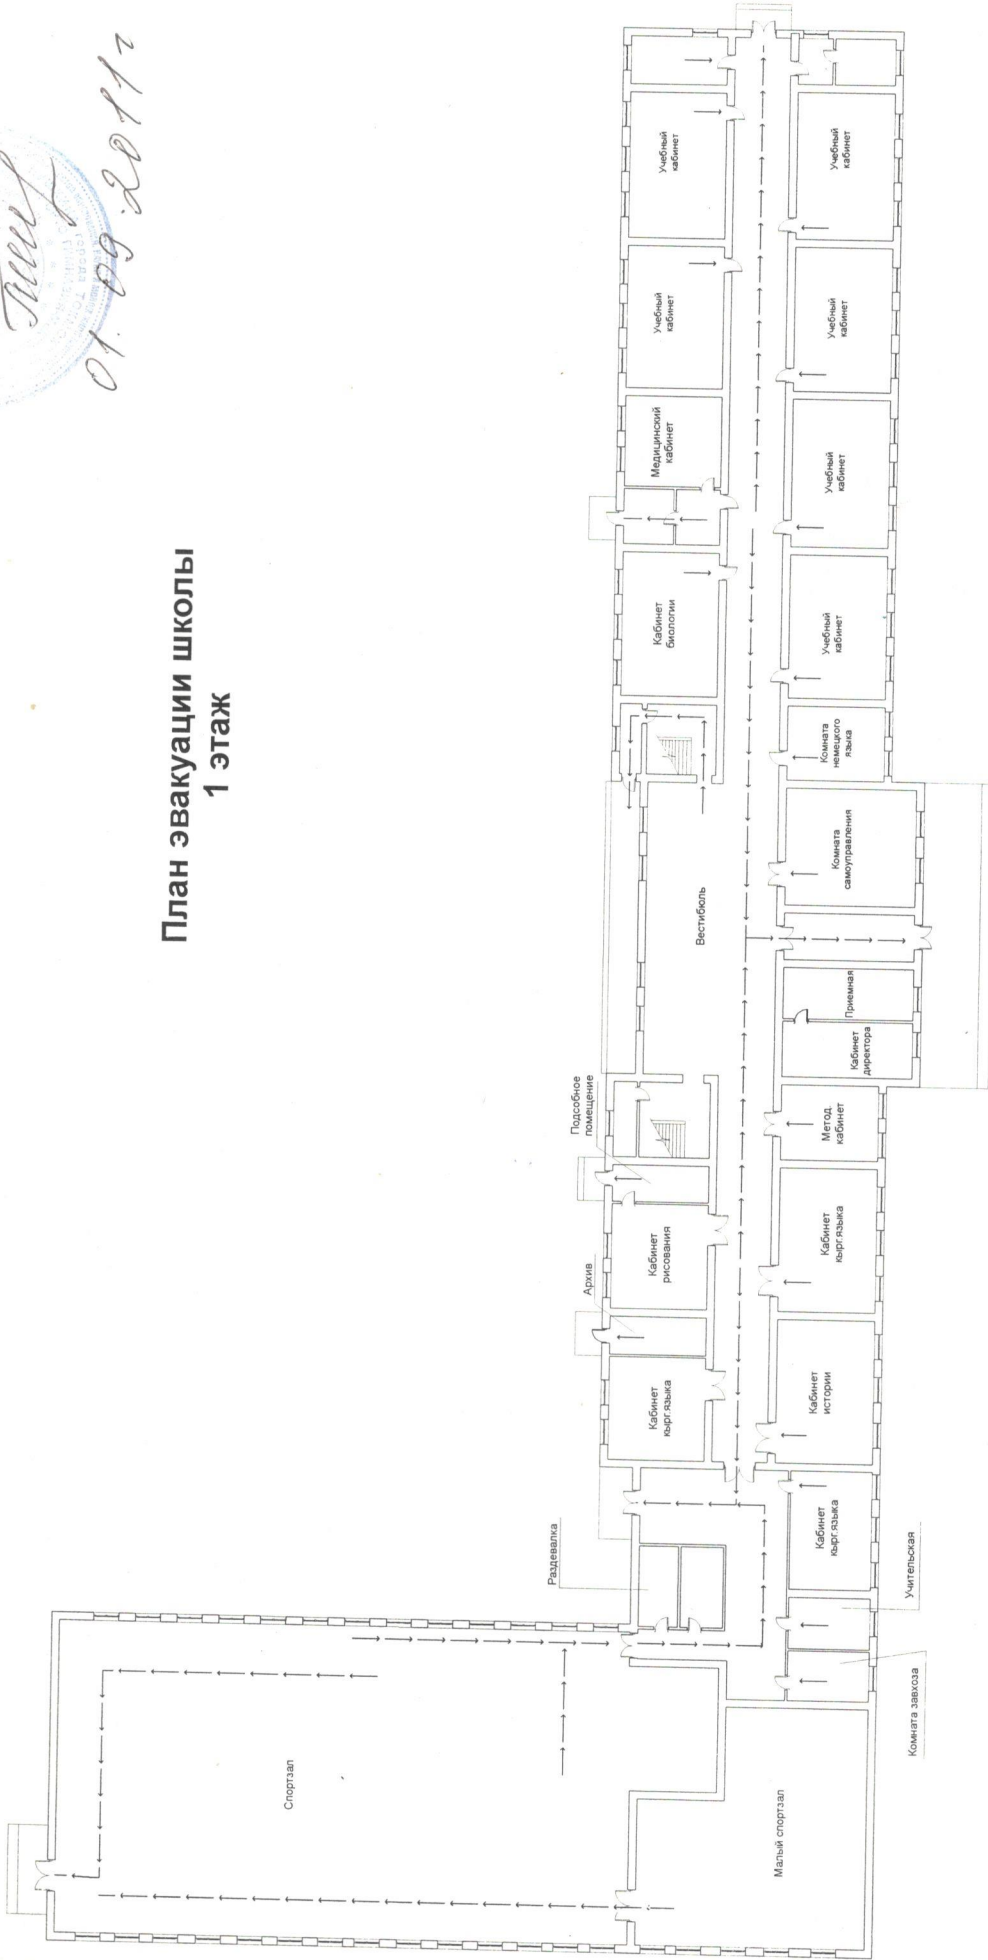 01.09.2011г
План эвакуации школы
1 этаж
Учебный
кабинет
Учебный
кабинет
Медицинский
кабинет
Кабинет
биологии
Вестибюль
Подсобное
помещение
Кабинет
рисования
Архив
Кабинет
кырг.языка
Раздевалка
Спортзал
Малый спортзал
Комната завхоза
Учительская
Кабинет
кырг.языка
Кабинет
истории
Кабинет
кырг.языка
Метод.
кабинет
Кабинет
директора
Приемная
Комната
самоуправления
Комната
немецкого
языка
Учебный
кабинет
Учебный
кабинет
Учебный
кабинет
Учебный
кабинет